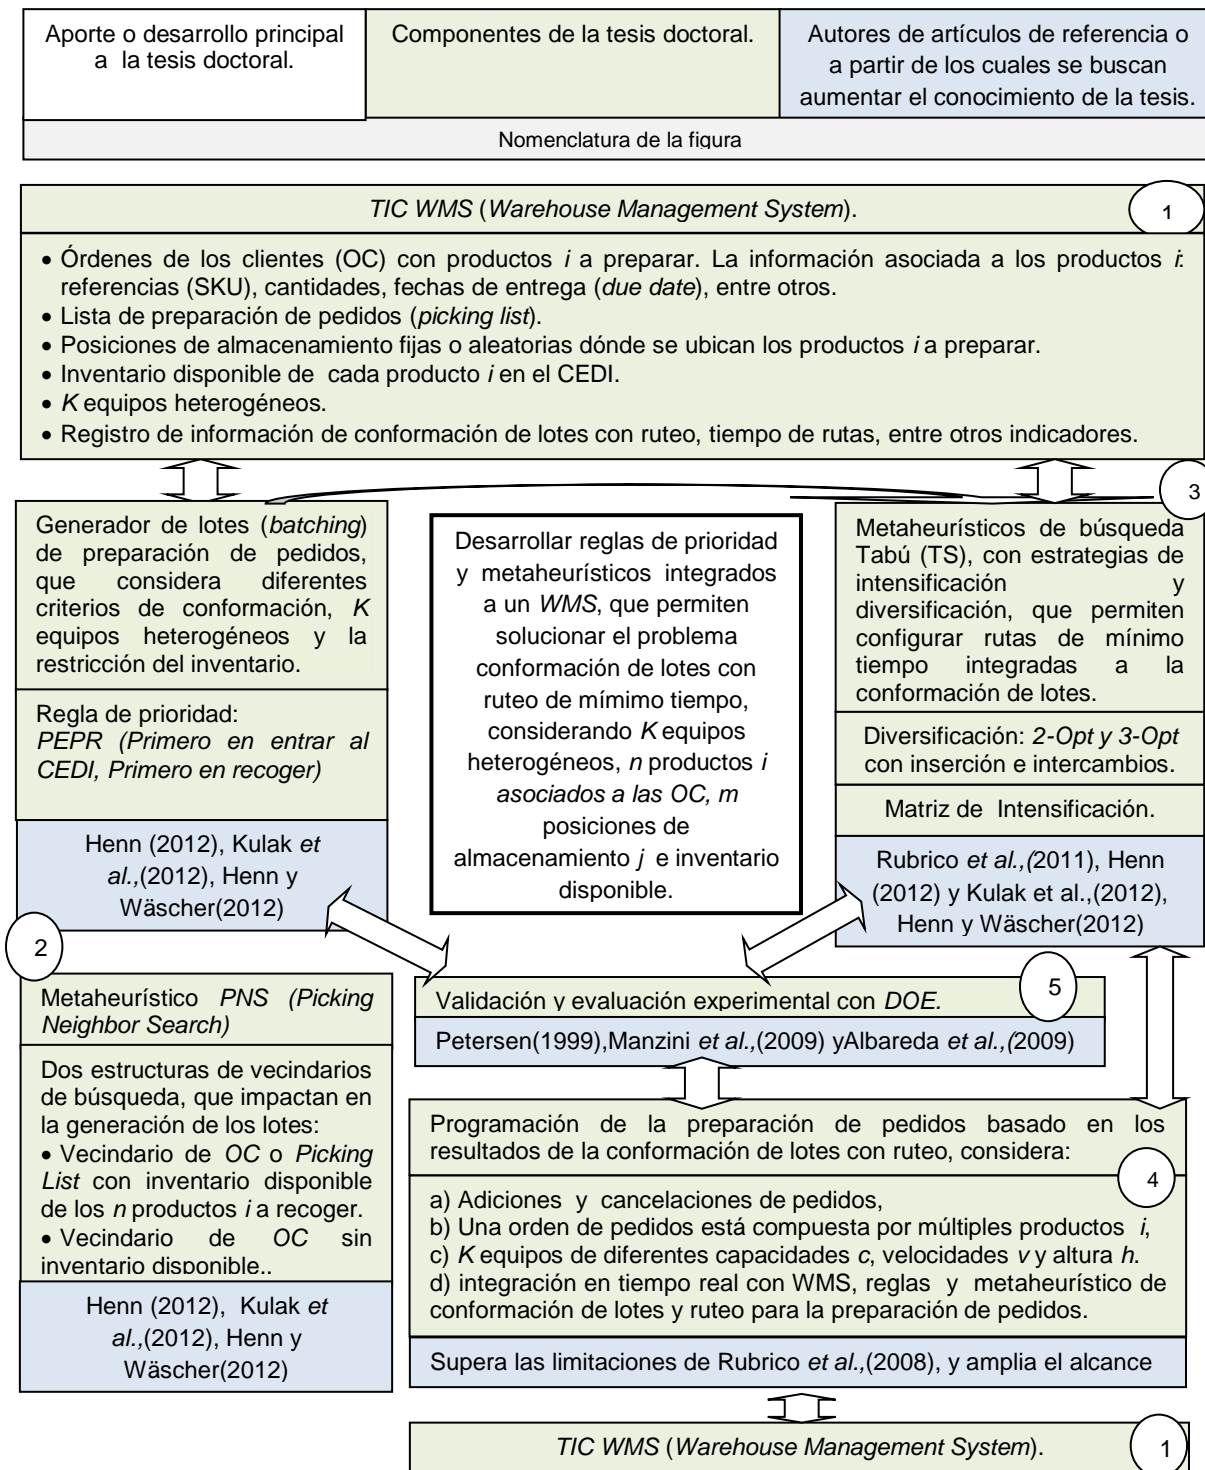 Aporte o desarrollo principal
a la tesis doctoral.
Componentes de la tesis doctoral.
Autores de artículos de referencia o
a partir de los cuales se buscan
aumentar el conocimiento de la tesis.
Nomenclatura de la figura
TIC WMS (Warehouse Management System).
1
• Órdenes de los clientes (OC) con productos i a preparar. La información asociada a los productos i:
referencias (SKU), cantidades, fechas de entrega (due date), entre otros.
• Lista de preparación de pedidos (picking list).
• Posiciones de almacenamiento fijas o aleatorias dónde se ubican los productos i a preparar.
• Inventario disponible de cada producto i en el CEDI.
• K equipos heterogéneos.
• Registro de información de conformación de lotes con ruteo, tiempo de rutas, entre otros indicadores.
Generador de lotes (batching)
de preparación de pedidos,
que considera diferentes
criterios de conformación, K
equipos heterogéneos y la
restricción del inventario.
Regla de prioridad:
PEPR (Primero en entrar al
CEDI, Primero en recoger)
Henn (2012), Kulak et
al.,(2012), Henn y
Wäscher(2012)
2
Metaheurístico PNS (Picking
Neighbor Search)
Dos estructuras de vecindarios
de búsqueda, que impactan en
la generación de los lotes:
• Vecindario de OC o Picking
List con inventario disponible
de los n productos i a recoger.
• Vecindario de OC sin
inventario disponible..
Henn (2012), Kulak et
al.,(2012), Henn y
Wäscher(2012)
Desarrollar reglas de prioridad
y metaheurísticos integrados
a un WMS, que permiten
solucionar el problema
conformación de lotes con
ruteo de mímimo tiempo,
considerando K equipos
heterogéneos, n productos i
asociados a las OC, m
posiciones de
almacenamiento j e inventario
disponible.
3
Metaheurísticos de búsqueda
Tabú (TS), con estrategias de
intensificación y
diversificación, que permiten
configurar rutas de mínimo
tiempo integradas a la
conformación de lotes.
Diversificación: 2-Opt y 3-Opt
con inserción e intercambios.
Matriz de Intensificación.
Rubrico et al.,(2011), Henn
(2012) y Kulak et al.,(2012),
Henn y Wäscher(2012)
5
Validación y evaluación experimental con DOE.
Petersen(1999),Manzini et al.,(2009) yAlbareda et al.,(2009)
Programación de la preparación de pedidos basado en los
resultados de la conformación de lotes con ruteo, considera:
4
a) Adiciones y cancelaciones de pedidos,
b) Una orden de pedidos está compuesta por múltiples productos i,
c) K equipos de diferentes capacidades c, velocidades v y altura h.
d) integración en tiempo real con WMS, reglas y metaheurístico de
conformación de lotes y ruteo para la preparación de pedidos.
Supera las limitaciones de Rubrico et al.,(2008), y amplia el alcance
TIC WMS (Warehouse Management System).
1